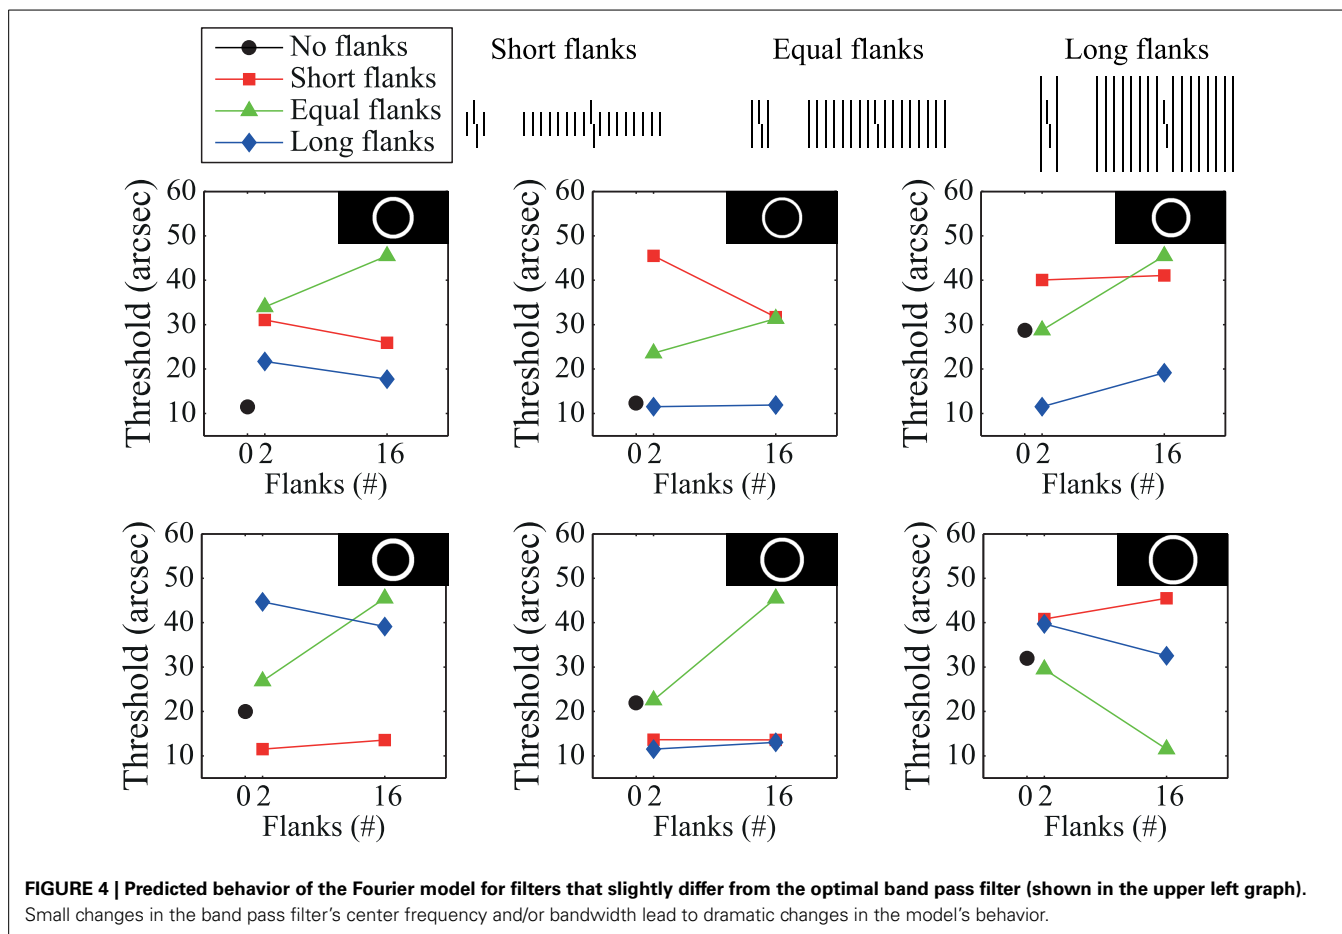 No flanks
Short flanks
Equal flanks
Long flanks
Short flanks
Equal flanks
Long flanks
Threshold (arcsec)
60
50
40
30
20
10
0 2 16
Flanks (#)
Threshold (arcsec)
60
50
40
30
20
10
0 2 16
Flanks (#)
Threshold (arcsec)
60
50
40
30
20
10
0 2 16
Flanks (#)
Threshold (arcsec)
60
50
40
30
20
10
0 2 16
Flanks (#)
Threshold (arcsec)
60
50
40
30
20
10
0 2 16
Flanks (#)
Threshold (arcsec)
60
50
40
30
20
10
0 2 16
Flanks (#)
FIGURE 4 | Predicted behavior of the Fourier model for filters that slightly differ from the optimal band pass filter (shown in the upper left graph).
Small changes in the band pass filter's center frequency and/or bandwidth lead to dramatic changes in the model's behavior.